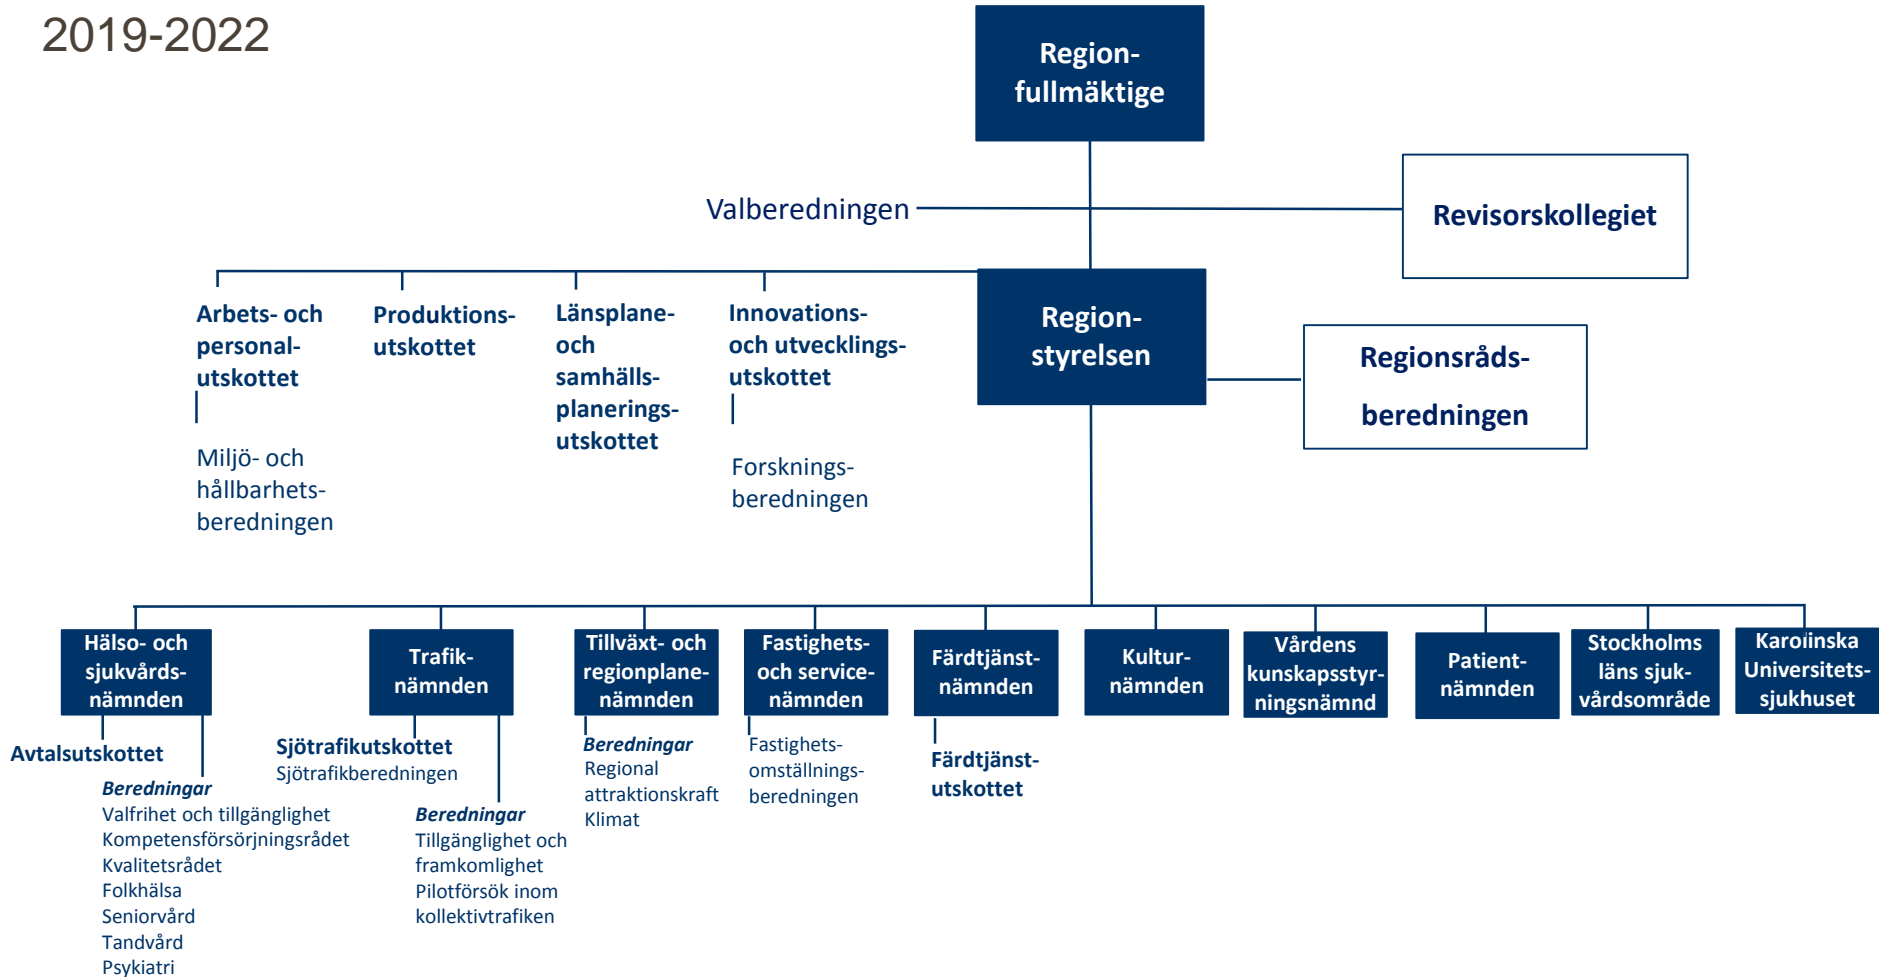 2019-2022
Region-
fullmäktige
Valberedningen
Revisorskollegiet
Arbets- och
personal-
utskottet
Miljö- och
hållbarhets-
beredningen
Produktions-
utskottet
Länsplane-
och
samhälls-
planerings-
utskottet
Innovations-
och utvecklings-
utskottet
Forsknings-
beredningen
Region-
styrelsen
Regionsråds-
beredningen
Hälso- och
sjukvårds-
nämnden
Avtalsutskottet
Beredningar
Valfrihet och tillgänglighet
Kompetensförsörjningsrådet
Kvalitetsrådet
Folkhälsa
Seniorvård
Tandvård
Psykiatri
Trafik-
nämnden
Sjötrafikutskottet
Sjötrafikberedningen
Beredningar
Tillgänglighet och
framkomlighet
Pilotförsök inom
kollektivtrafiken
Tillväxt- och
regionplane-
nämnden
Beredningar
Regional
attraktionskraft
Klimat
Fastighets-
och service-
nämnden
Fastighets-
omställnings-
beredningen
Färdtjänst-
nämnden
Färdtjänst-
utskottet
Kultur-
nämnden
Vårdens
kunskapsstyr-
ningsnämnd
Patient-
nämnden
Stockholms
läns sjuk-
vårdsområde
Karolinska
Universitets-
sjukhuset